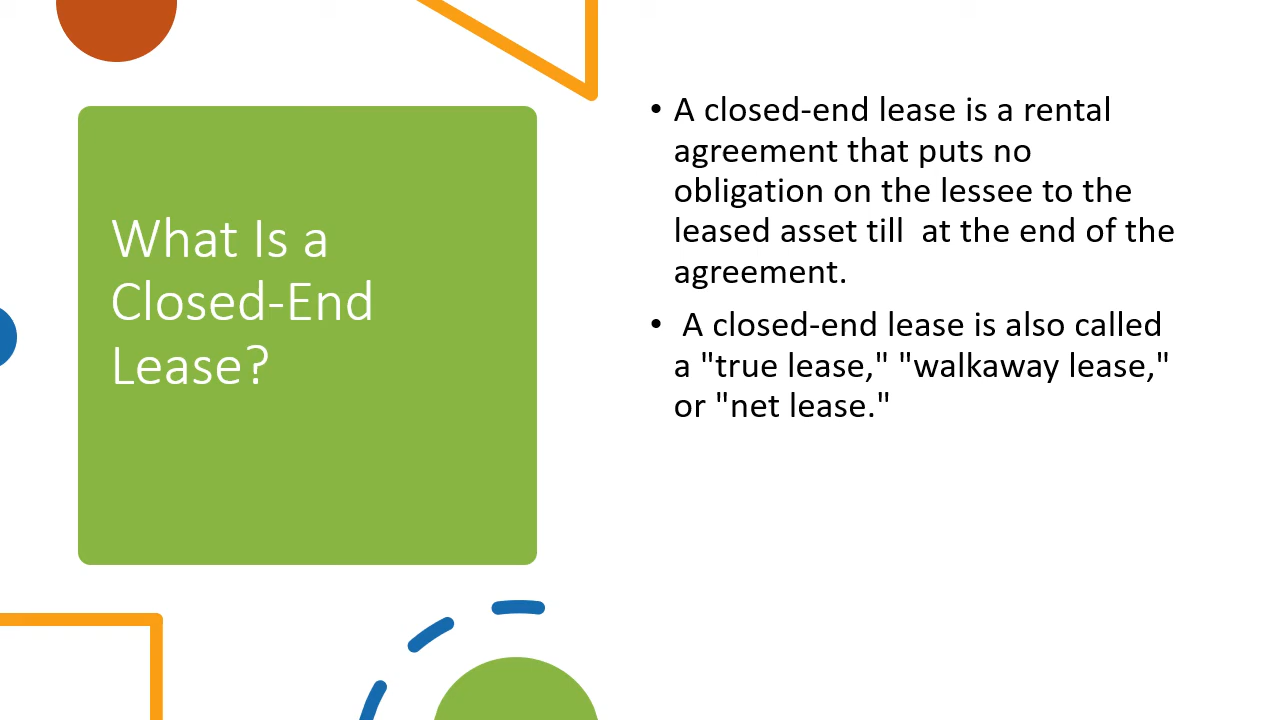 What Is a
Closed-End
Lease?
• A closed-end lease is a rental
agreement that puts no
obligation on the lessee to the
leased asset till  at the end of the
agreement.
•  A closed-end lease is also called
a "true lease," "walkaway lease,"
or "net lease."